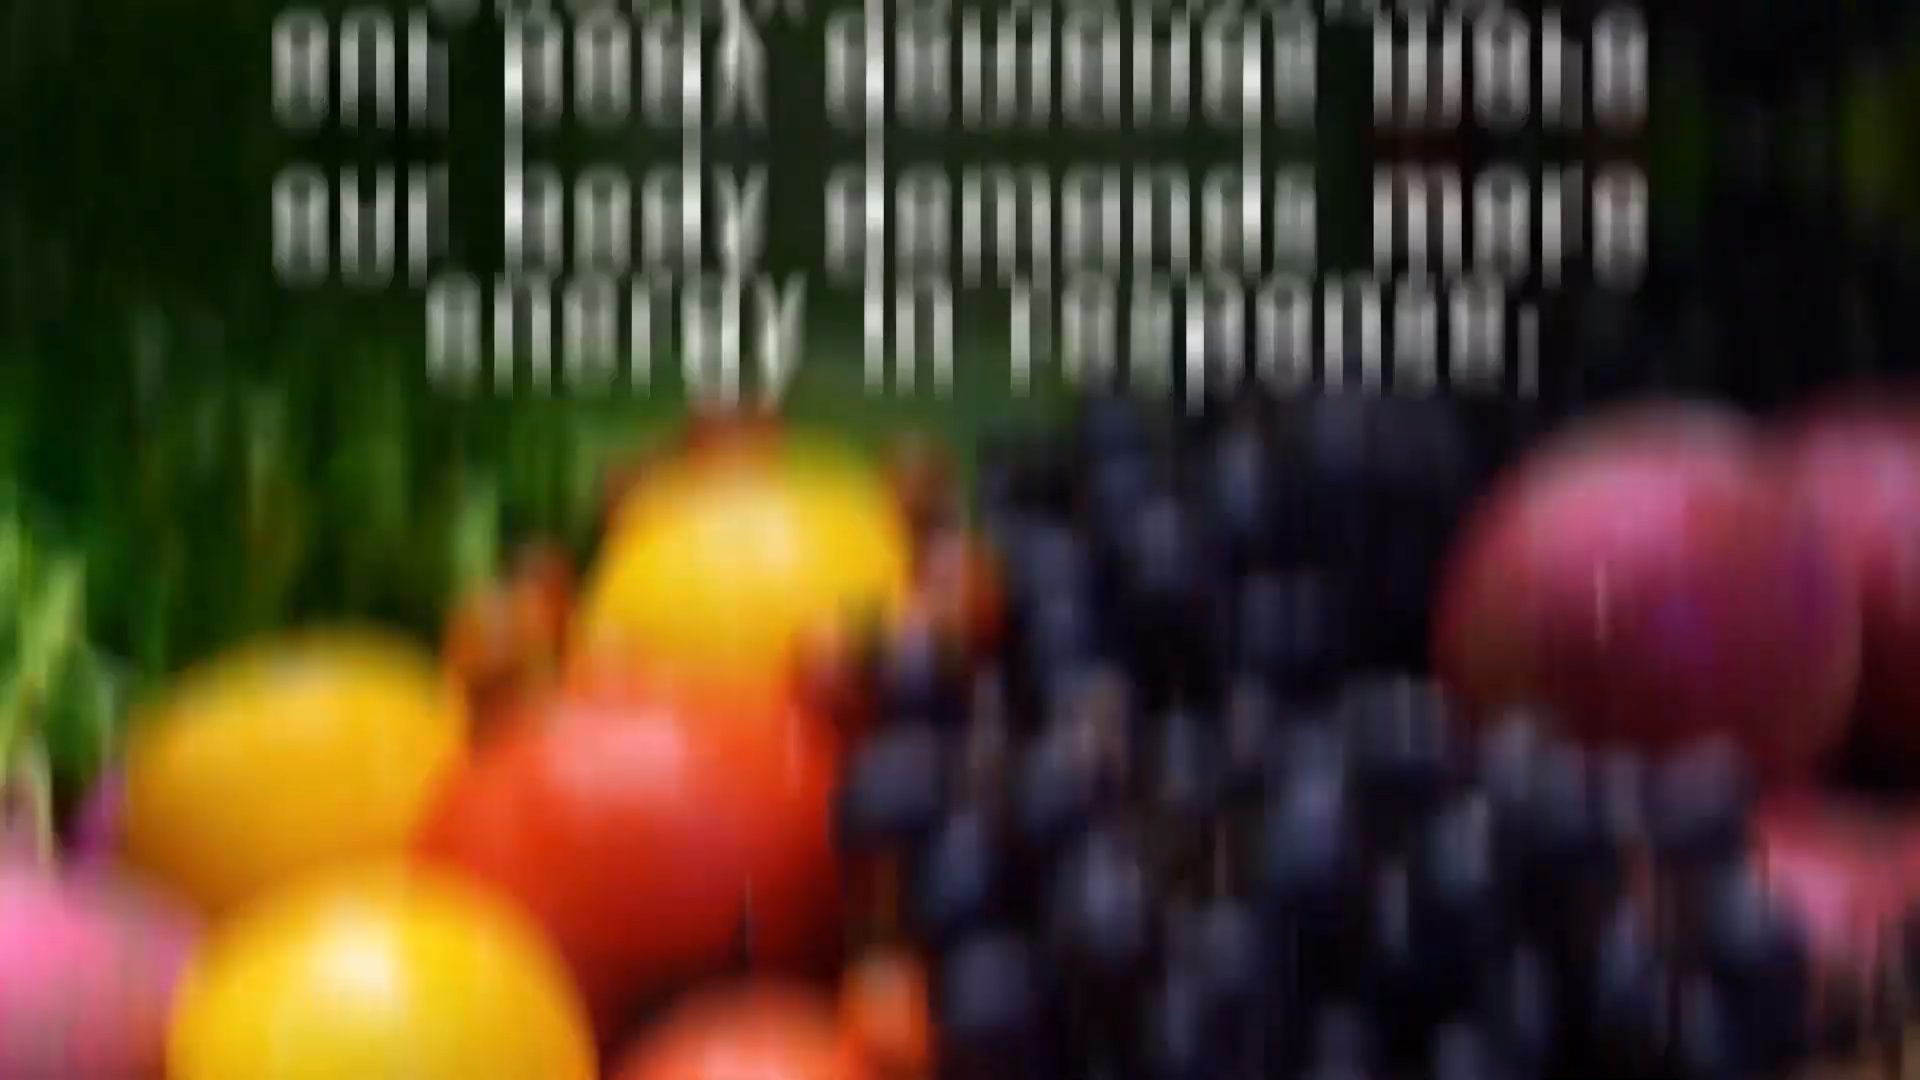 our body demands more
energy in response,